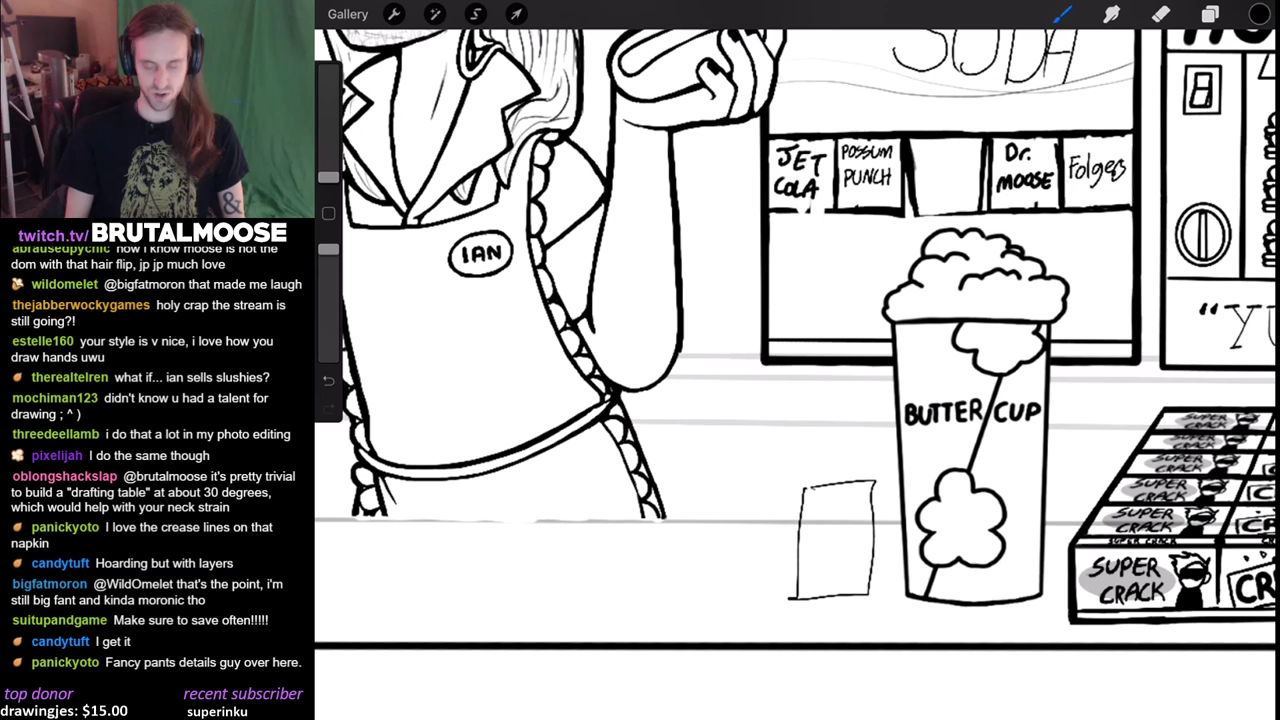 Gallery
SODA
JET COLA
POSSUM PUNCH
Dr. MOOSE
Folgers
IAN
"YU
BUTTER CUP
SUPER CRACK
SUPER CRACK
SUPER CRACK
SUPER CRACK
SUPER CRACK
SUPER CRACK
SUPER CRACK
CR
twitch.tv/BRUTALMOOSE
abrausedpychic now i know moose is not the
dom with that hair flip, jp jp much love
wildomelet @bigfatmoron that made me laugh
thejabberwockygames holy crap the stream is
still going?!
estelle160 your style is v nice, i love how you
draw hands uwu
therealtelren what if... ian sells slushies?
mochiman123 didn't know u had a talent for
drawing ; ^ )
threedeellamb i do that a lot in my photo editing
pixelijah I do the same though
oblongshackslap @brutalmoose it's pretty trivial
to build a "drafting table" at about 30 degrees,
which would help with your neck strain
panickyoto I love the crease lines on that
napkin
candytuft Hoarding but with layers
bigfatmoron @WildOmelet that's the point, i'm
still big fant and kinda moronic tho
suitupandgame Make sure to save often!!!!!
candytuft I get it
panickyoto Fancy pants details guy over here.
top donor
recent subscriber
drawingjes: $15.00
superinku